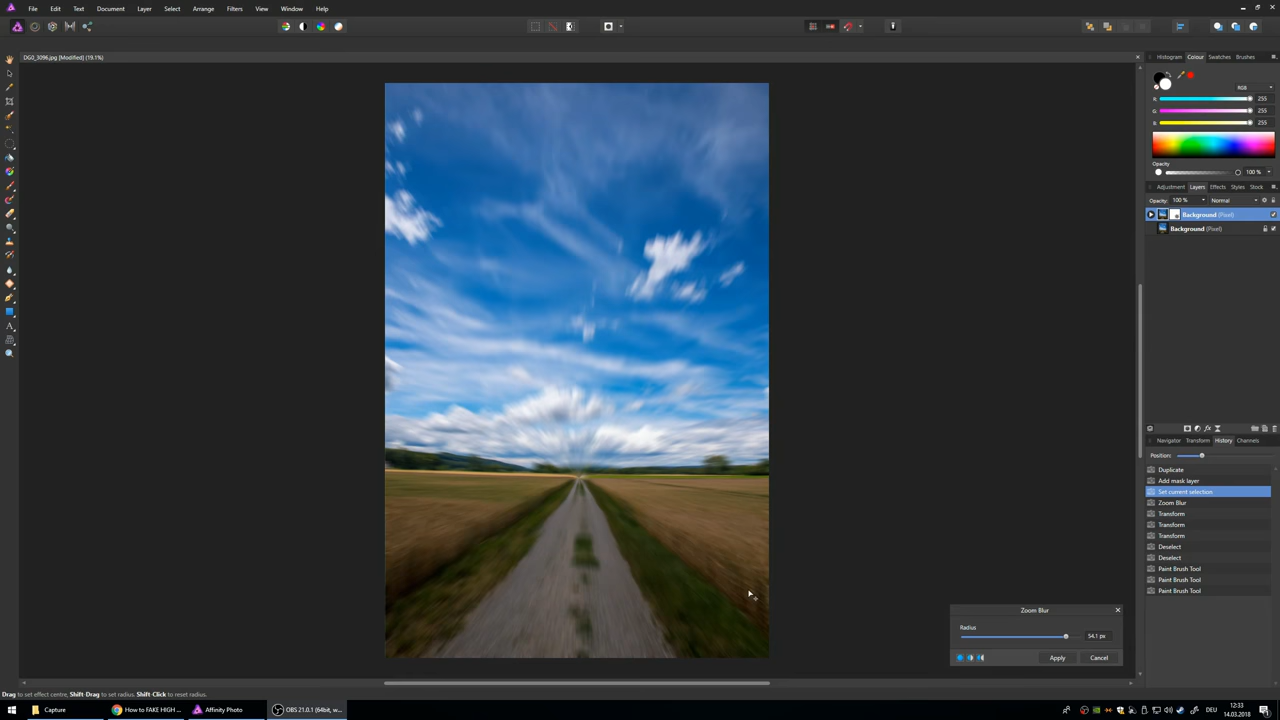 File Edit Text Document Layer Select Arrange Filters View Window Help
DG0_3096.jpg [Modified] (19.1%)
Histogram Colour Swatches Brushes
RGB
R: 255
G: 255
B: 255
Opacity
100 %
Adjustment Layers Effects Styles Stock
Opacity: 100 % Normal
Background (Pixel)
Background (Pixel)
Navigator Transform History Channels
Position:
Duplicate
Add mask layer
Set current selection
Zoom Blur
Transform
Transform
Transform
Deselect
Deselect
Paint Brush Tool
Paint Brush Tool
Paint Brush Tool
Zoom Blur
Radius
54.1 px
Apply Cancel
Drag to set effect centre, Shift-Drag to set radius. Shift-Click to reset radius.
Capture
How to FAKE HIGH ...
Affinity Photo
OBS 21.0.1 (64bit, w...
DEU
12:33
14.03.2018